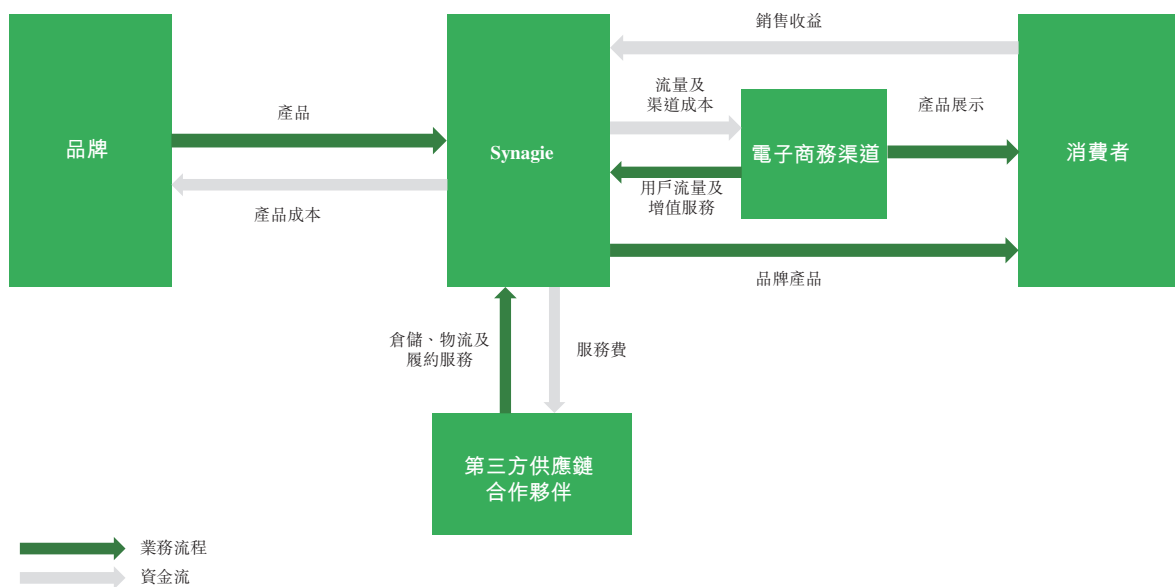 銷售收益
流量及
渠道成本
產品展示
產品
品牌
Synagie
電子商務渠道
消費者
用戶流量及
增值服務
產品成本
品牌產品
倉儲、物流及
履約服務
服務費
第三方供應鏈
合作夥伴
業務流程
資金流